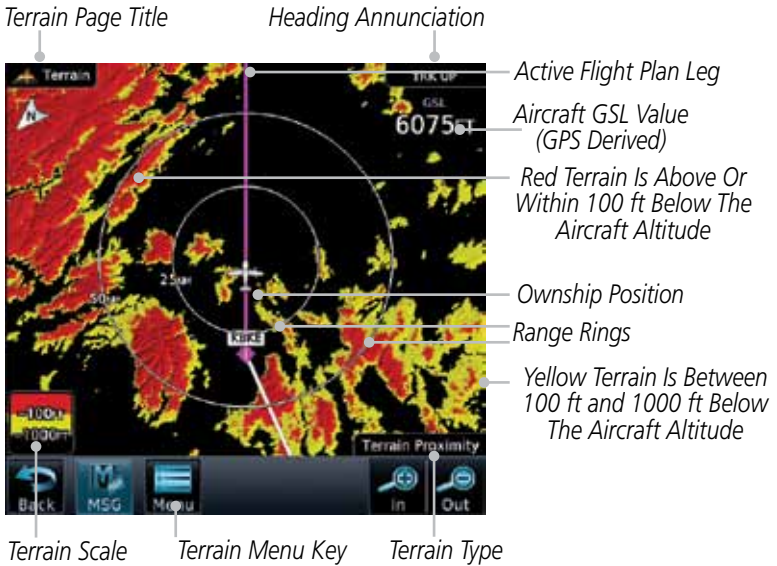 Terrain Page Title
Heading Annunciation
Terrain
TRK UP
Active Flight Plan Leg
N
GSL
6075FT
Aircraft GSL Value
(GPS Derived)
Red Terrain Is Above Or
Within 100 ft Below The
Aircraft Altitude
25NM
50NM
Ownship Position
KBKE
Range Rings
Yellow Terrain Is Between
100 ft and 1000 ft Below
The Aircraft Altitude
-100FT
-1000FT
Terrain Proximity
Back
MSG
Menu
In
Out
Terrain Scale
Terrain Menu Key
Terrain Type